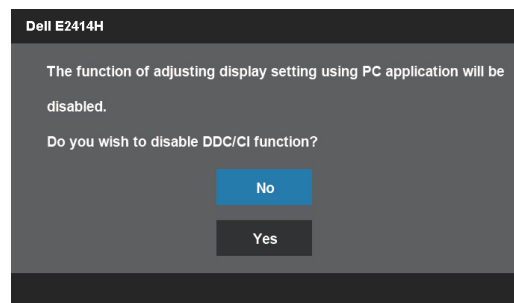 Dell E2414H
The function of adjusting display setting using PC application will be
disabled.
Do you wish to disable DDC/CI function?
No
Yes